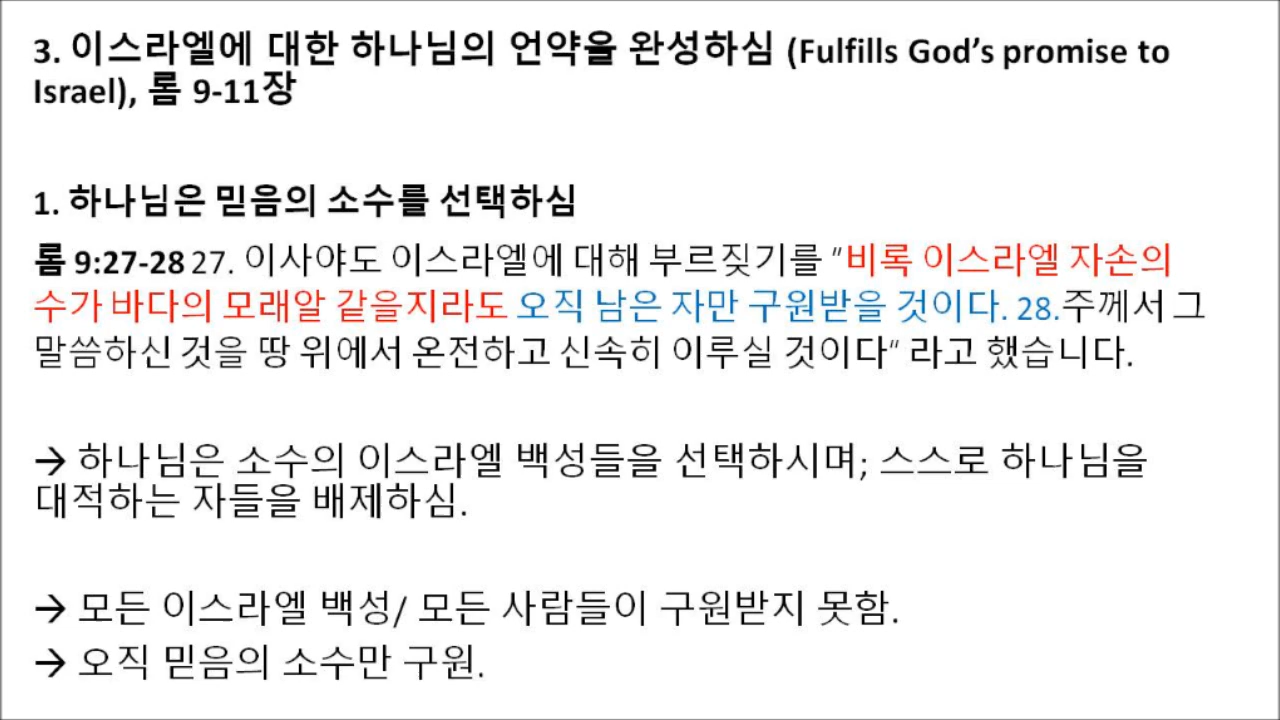 3. 이스라엘에 대한 하나님의 언약을 완성하심 (Fulfills God’s promise to
Israel), 롬 9-11장
1. 하나님은 믿음의 소수를 선택하심
롬 9:27-28 27. 이사야도 이스라엘에 대해 부르짖기를 “비록 이스라엘 자손의
수가 바다의 모래알 같을지라도 오직 남은 자만 구원받을 것이다. 28.주께서 그
말씀하신 것을 땅 위에서 온전하고 신속히 이루실 것이다“ 라고 했습니다.
→ 하나님은 소수의 이스라엘 백성들을 선택하시며; 스스로 하나님을
대적하는 자들을 배제하심.
→ 모든 이스라엘 백성/ 모든 사람들이 구원받지 못함.
→ 오직 믿음의 소수만 구원.